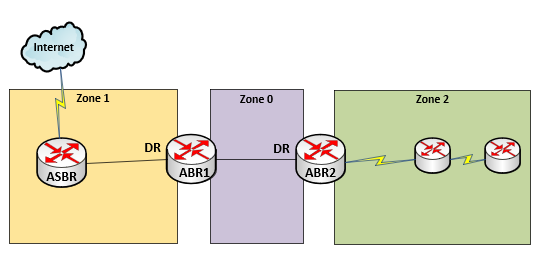 Internet
Zone 1
Zone 0
Zone 2
DR
DR
ASBR
ABR1
ABR2